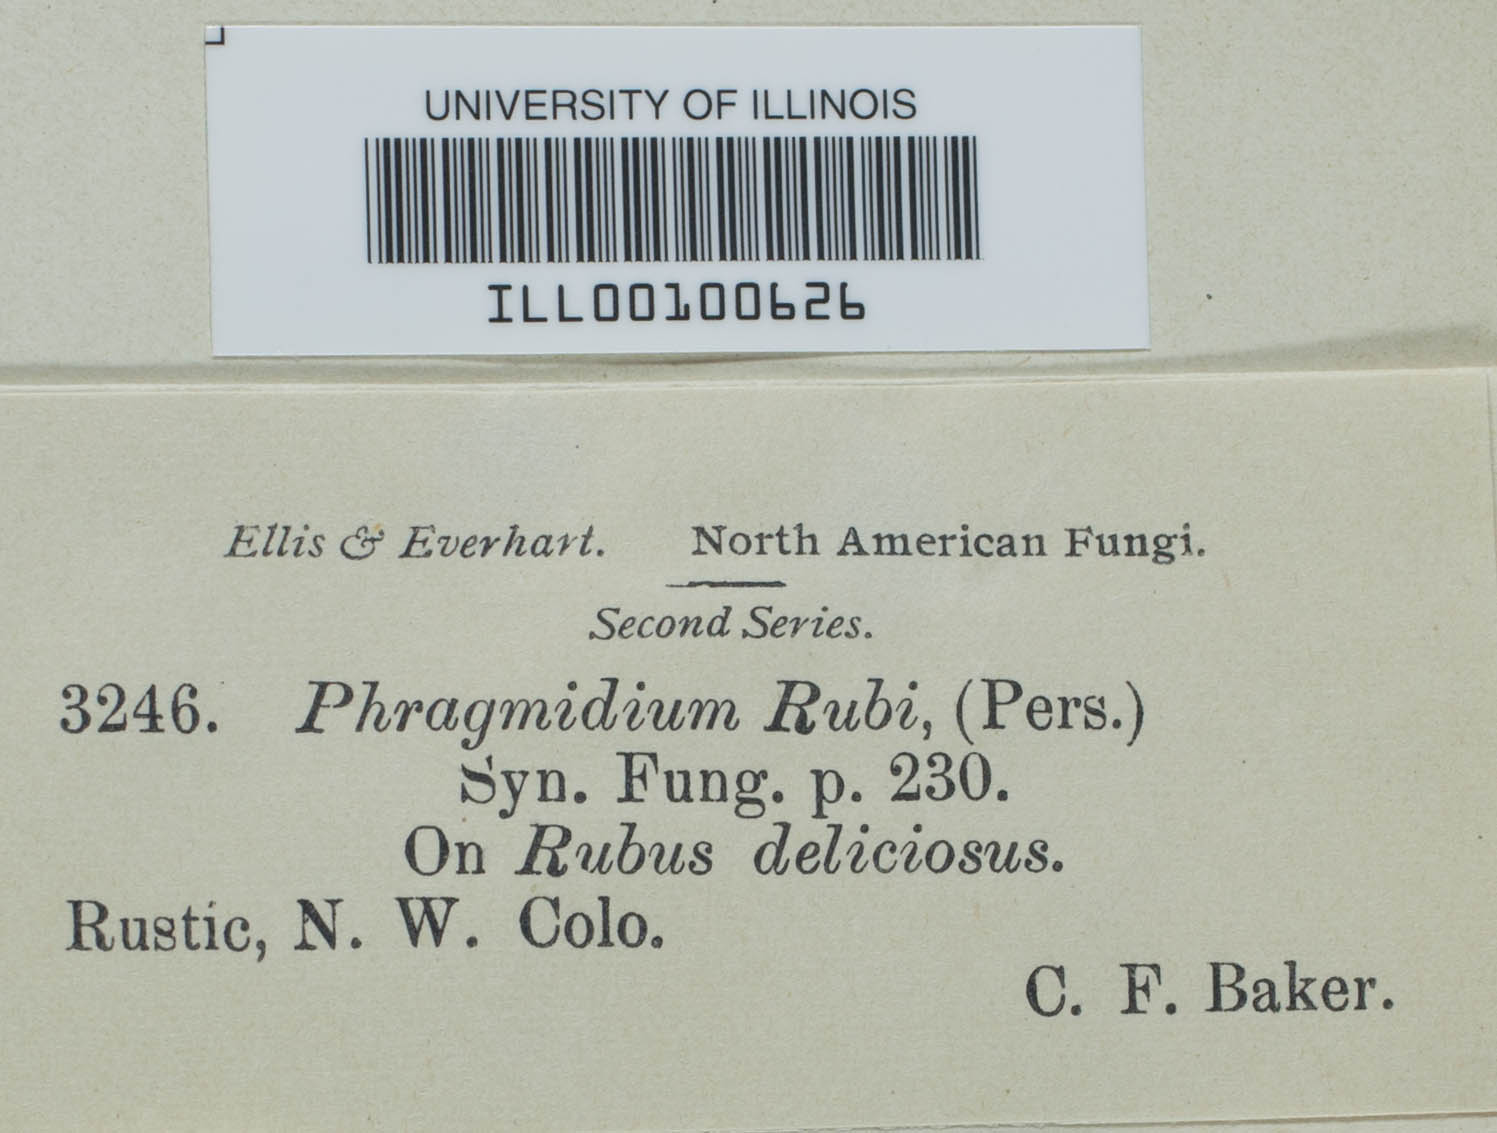 UNIVERSITY OF ILLINOIS
ILL00100626
Ellis & Everhart. North American Fungi.
Second Series.
3246. Phragmidium Rubi, (Pers.)
Syn. Fung. p. 230.
On Rubus deliciosus.
Rustic, N. W. Colo.
C. F. Baker.